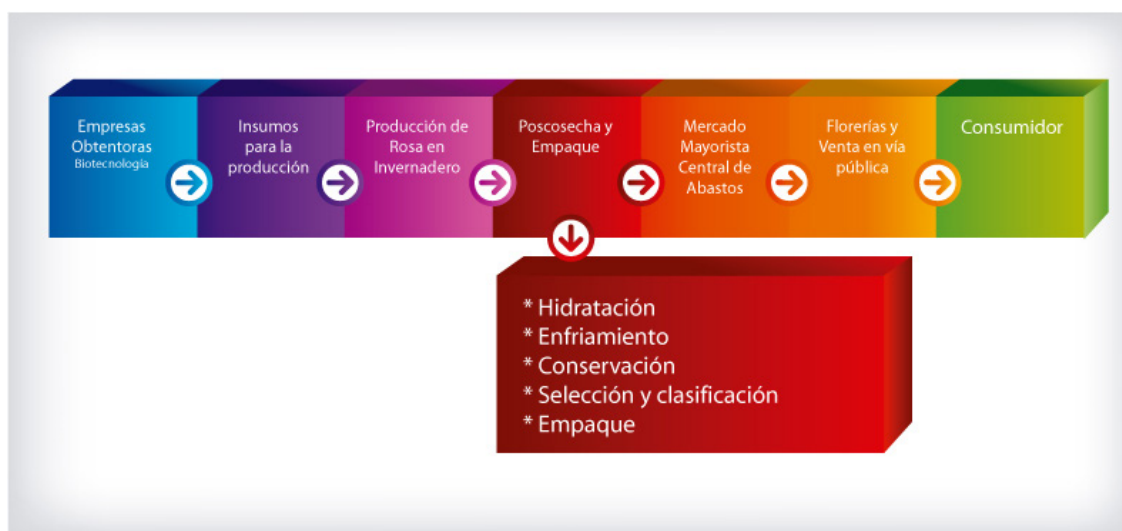 Empresas
Obtentoras
Biotecnología
Insumos
para la
producción
Producción de
Rosa en
Invernadero
Poscosecha y
Empaque
Mercado
Mayorista
Central de
Abastos
Florerías y
Venta en vía
pública
Consumidor
* Hidratación
* Enfriamiento
* Conservación
* Selección y clasificación
* Empaque